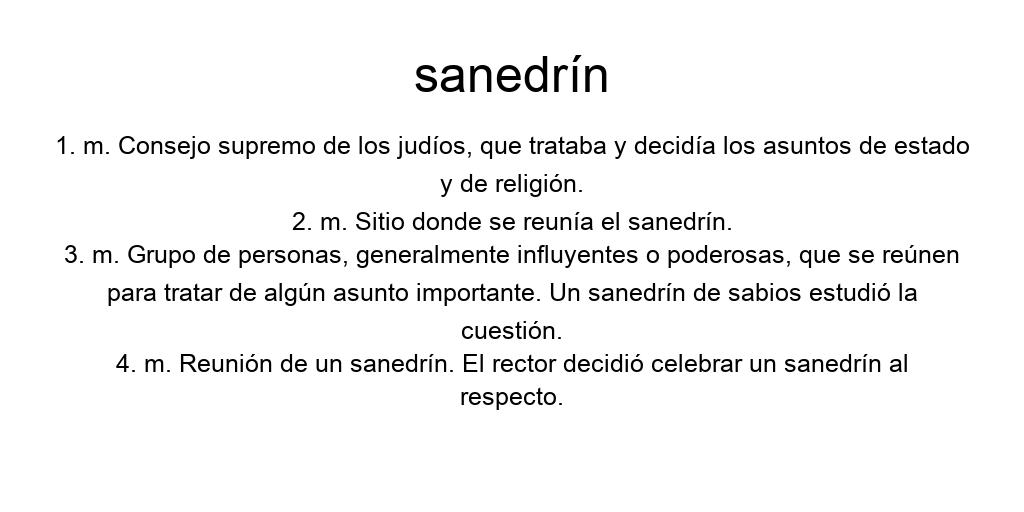 sanedrín
1. m. Consejo supremo de los judíos, que trataba y decidía los asuntos de estado
y de religión.
2. m. Sitio donde se reunía el sanedrín.
3. m. Grupo de personas, generalmente influyentes o poderosas, que se reúnen
para tratar de algún asunto importante. Un sanedrín de sabios estudió la
cuestión.
4. m. Reunión de un sanedrín. El rector decidió celebrar un sanedrín al
respecto.